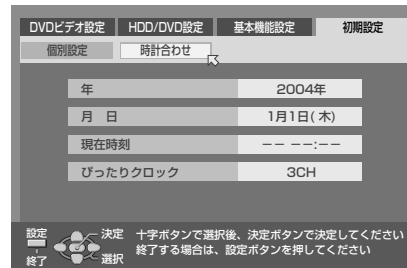 DVDビデオ設定 HDD/DVD設定 基本機能設定 初期設定
個別設定 時計合わせ
年 2004年
月 日 1月1日(木)
現在時刻 −− −−:−−
ぴったりクロック 3CH
設定 決定 十字ボタンで選択後、決定ボタンで決定してください
終了 選択 終了する場合は、設定ボタンを押してください